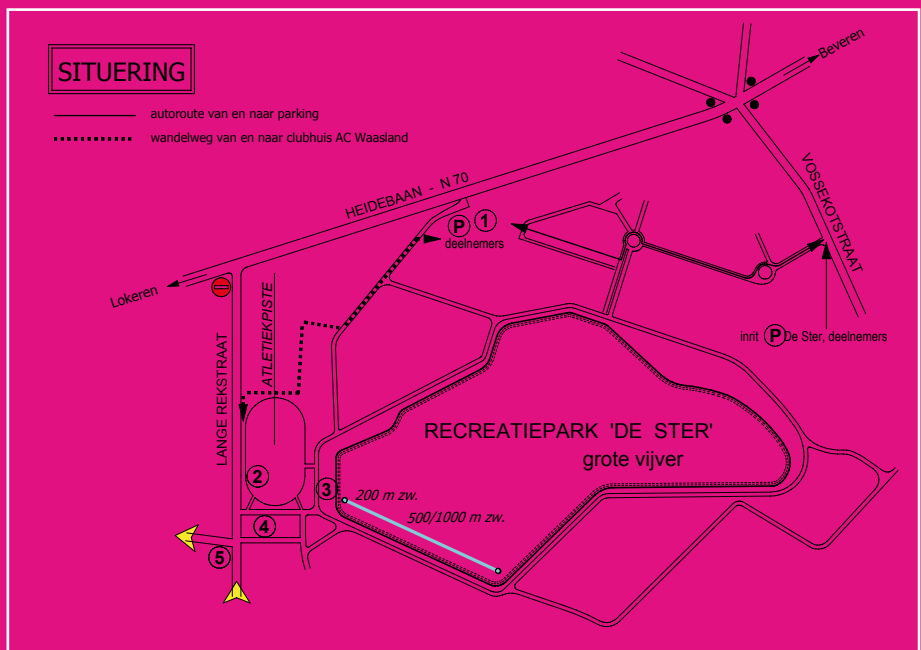 SITUERING
autoroute van en naar parking
wandelweg van en naar clubhuis AC Waasland
Beveren
VOSSEKOTSTRAAT
HEIDEBAAN - N 70
P 1
deelnemers
Lokeren
inrit P De Ster, deelnemers
LANGE REKSTRAAT
ATLETIEKPISTE
RECREATIEPARK 'DE STER'
grote vijver
2
3
200 m zw.
500/1000 m zw.
4
5